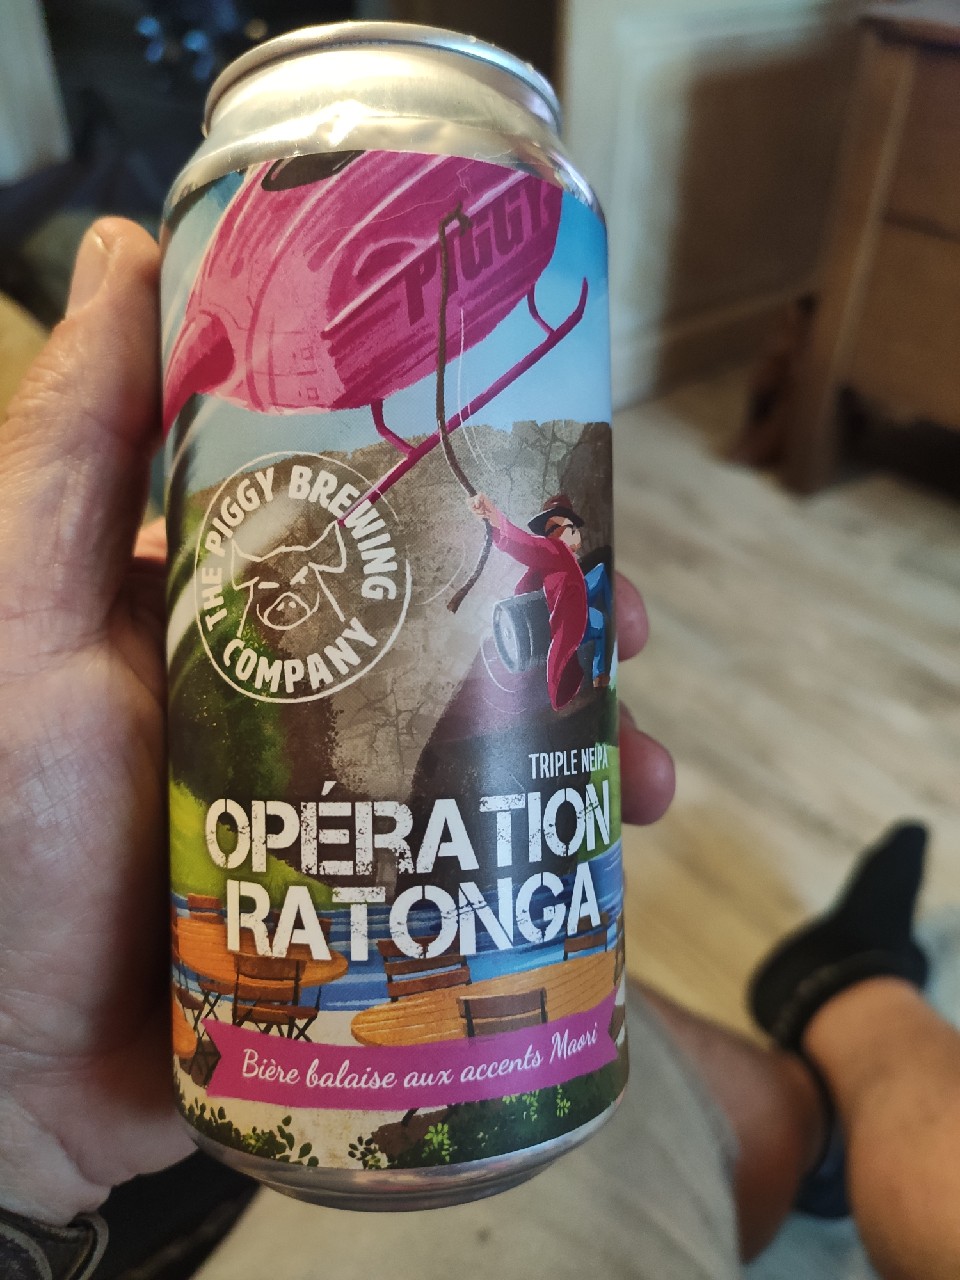 PIGGY
THE PIGGY BREWING
COMPANY
TRIPLE NEIPA
OPÉRATION
RATONGA
Bière balaise aux accents Maori